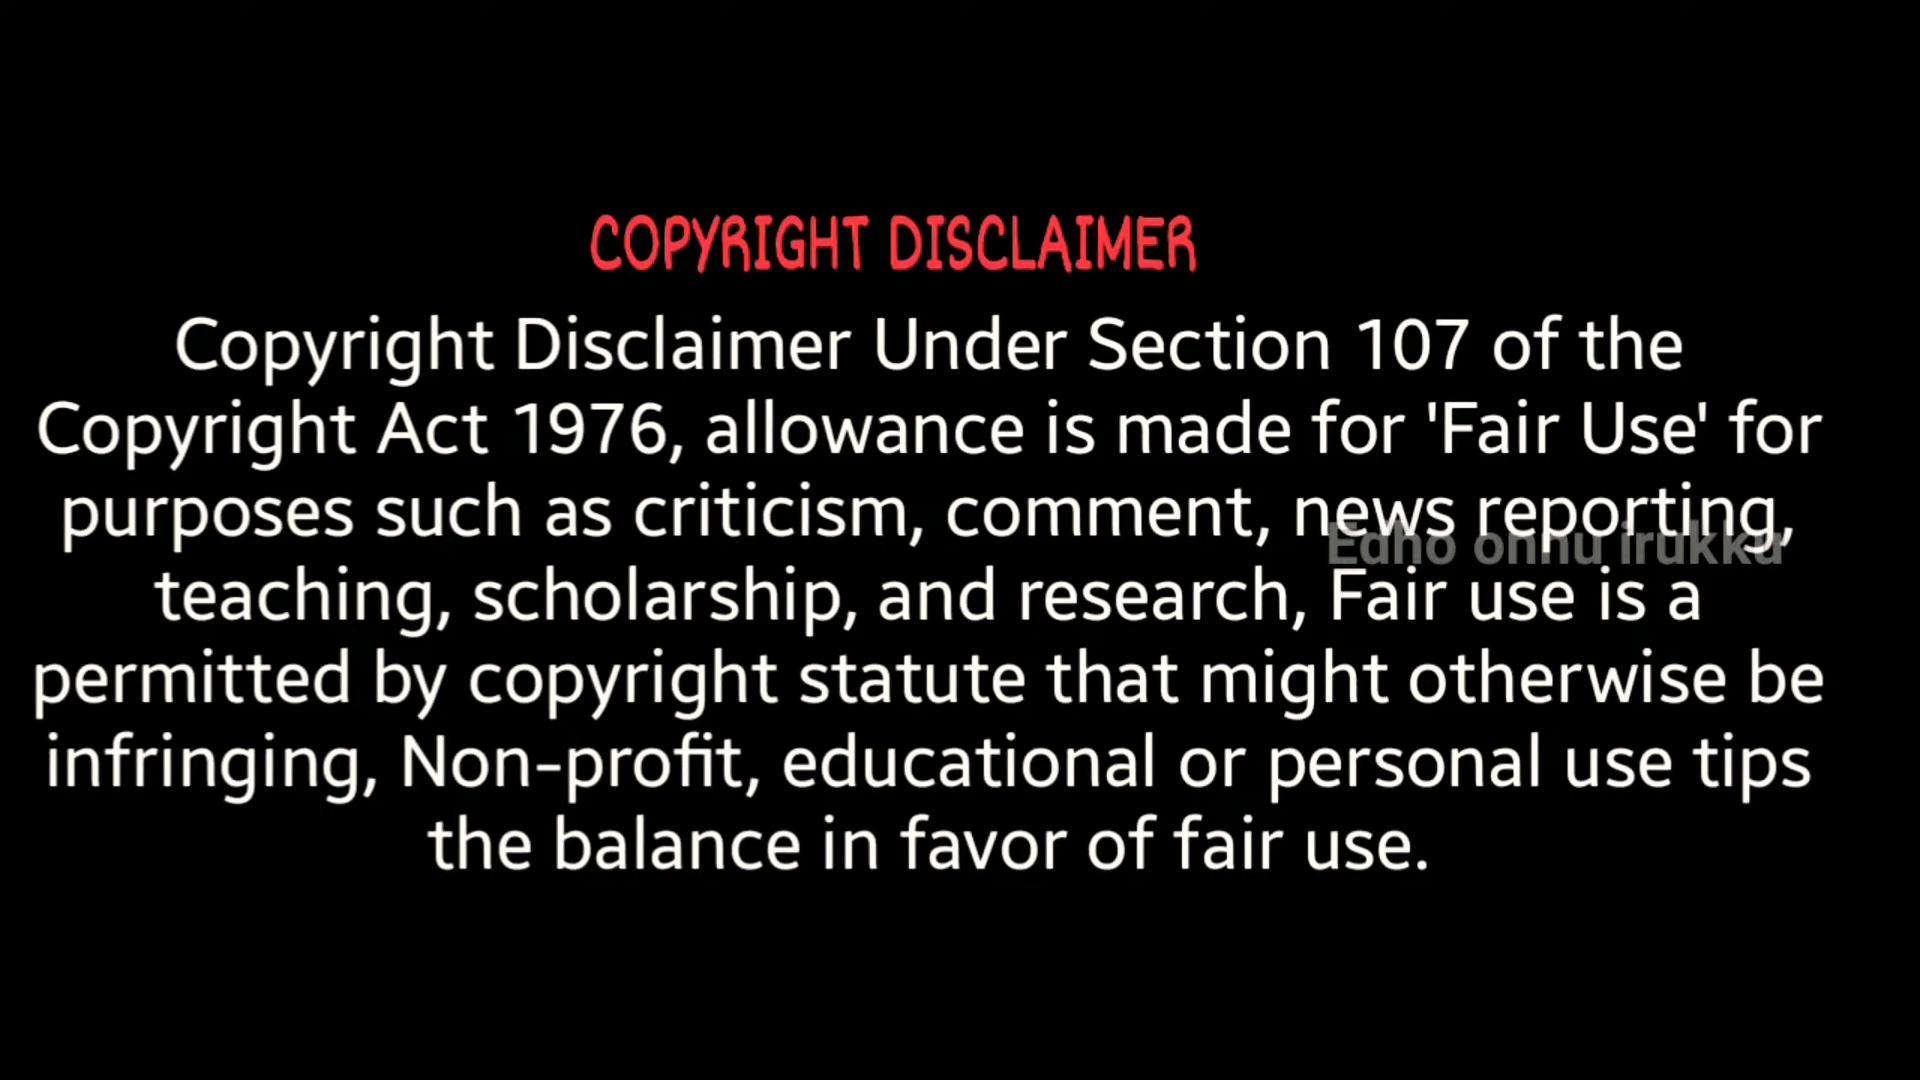 COPYRIGHT DISCLAIMER
Copyright Disclaimer Under Section 107 of the
Copyright Act 1976, allowance is made for 'Fair Use' for
purposes such as criticism, comment, news reporting,
Edho onnu irukku
teaching, scholarship, and research, Fair use is a
permitted by copyright statute that might otherwise be
infringing, Non-profit, educational or personal use tips
the balance in favor of fair use.